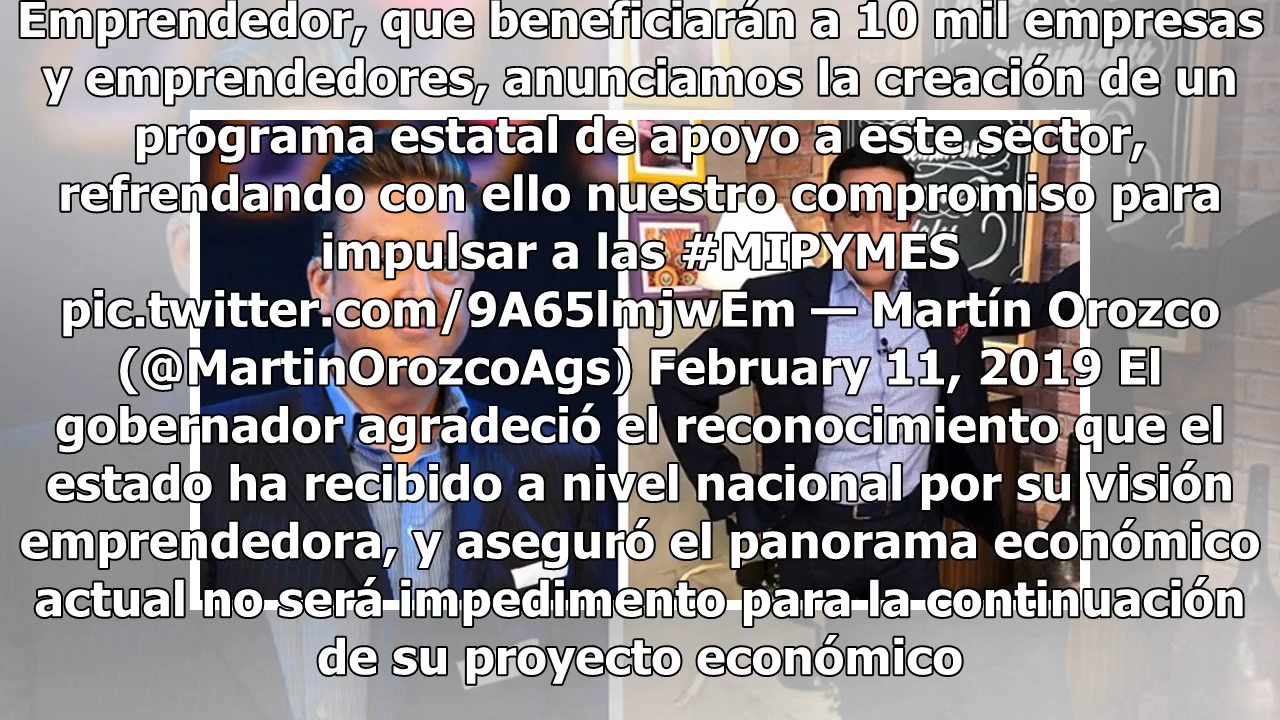 Emprendedor, que beneficiarán a 10 mil empresas
y emprendedores, anunciamos la creación de un
programa estatal de apoyo a este sector,
refrendando con ello nuestro compromiso para
impulsar a las #MIPYMES
pic.twitter.com/9A65lmjwEm — Martín Orozco
(@MartinOrozcoAgs) February 11, 2019 El
gobernador agradeció el reconocimiento que el
estado ha recibido a nivel nacional por su visión
emprendedora, y aseguró el panorama económico
actual no será impedimento para la continuación
de su proyecto económico